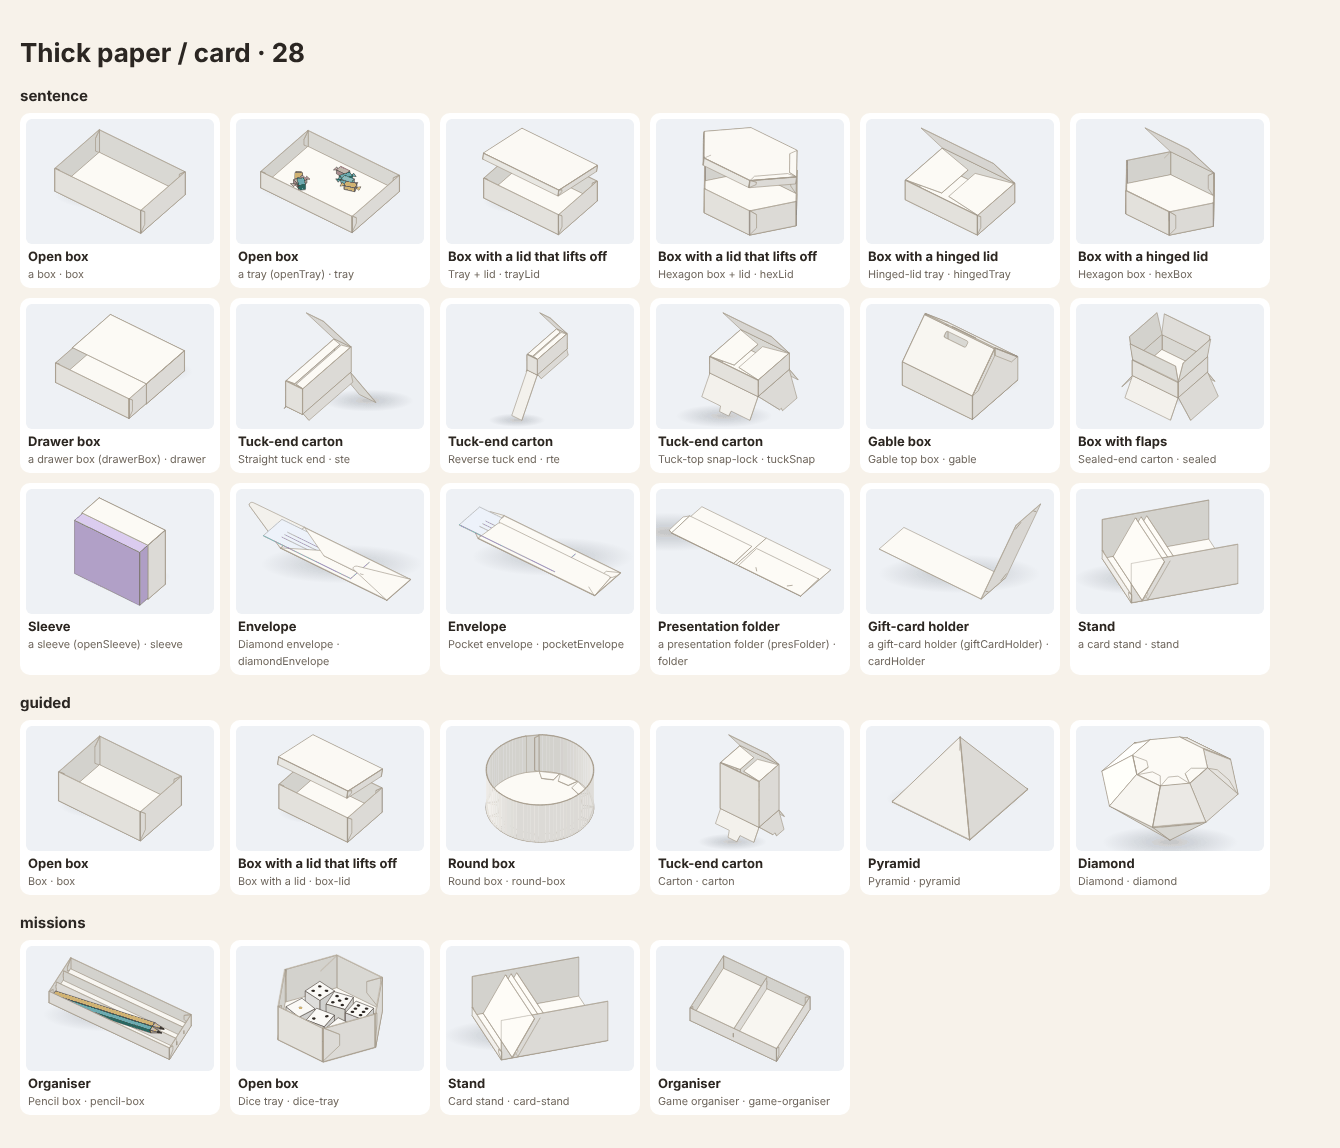 Thick paper / card · 28
sentence
Open box
a box · box
Open box
a tray (openTray) · tray
Box with a lid that lifts off
Tray + lid · trayLid
Box with a lid that lifts off
Hexagon box + lid · hexLid
Box with a hinged lid
Hinged-lid tray · hingedTray
Box with a hinged lid
Hexagon box · hexBox
Drawer box
a drawer box (drawerBox) · drawer
Tuck-end carton
Straight tuck end · ste
Tuck-end carton
Reverse tuck end · rte
Tuck-end carton
Tuck-top snap-lock · tuckSnap
Gable box
Gable top box · gable
Box with flaps
Sealed-end carton · sealed
Sleeve
a sleeve (openSleeve) · sleeve
Envelope
Diamond envelope ·
diamondEnvelope
Envelope
Pocket envelope · pocketEnvelope
Presentation folder
a presentation folder (presFolder) ·
folder
Gift-card holder
a gift-card holder (giftCardHolder) ·
cardHolder
Stand
a card stand · stand
guided
Open box
Box · box
Box with a lid that lifts off
Box with a lid · box-lid
Round box
Round box · round-box
Tuck-end carton
Carton · carton
Pyramid
Pyramid · pyramid
Diamond
Diamond · diamond
missions
Organiser
Pencil box · pencil-box
Open box
Dice tray · dice-tray
Stand
Card stand · card-stand
Organiser
Game organiser · game-organiser